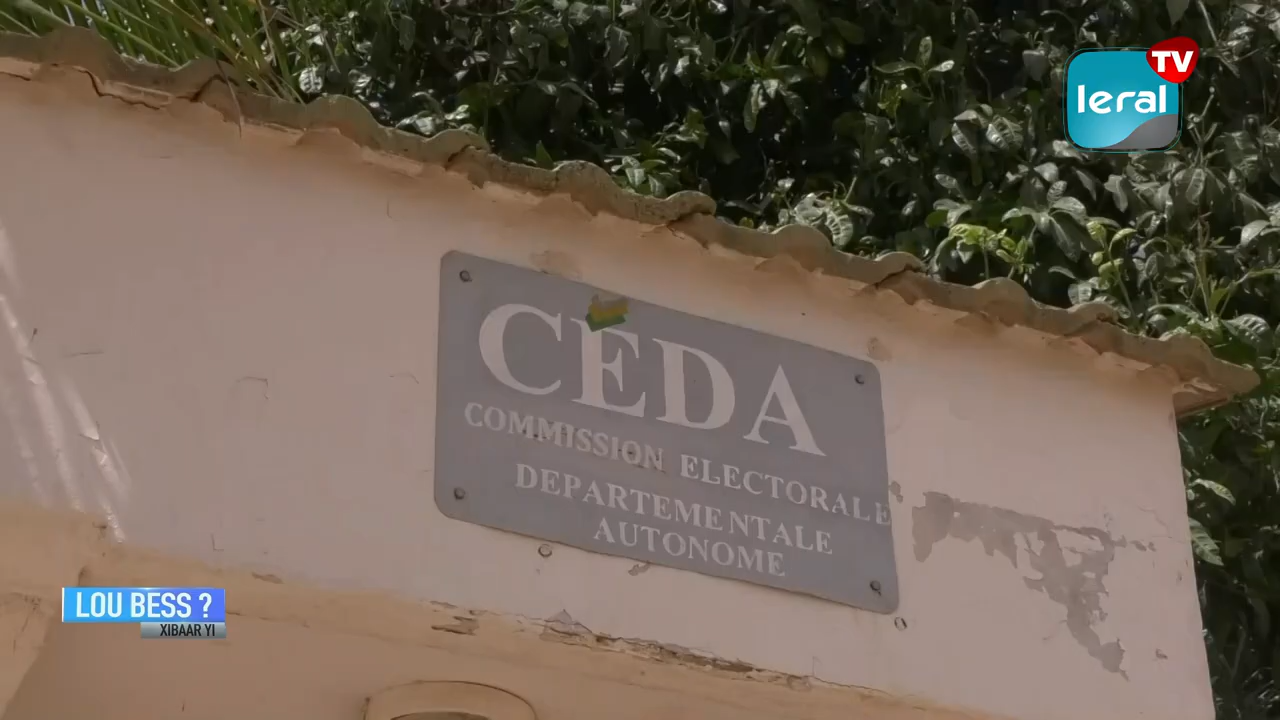 TV
leral
CEDA
COMMISSION ELECTORALE
DEPARTEMENTALE
AUTONOME
LOU BESS ?
XIBAAR YI